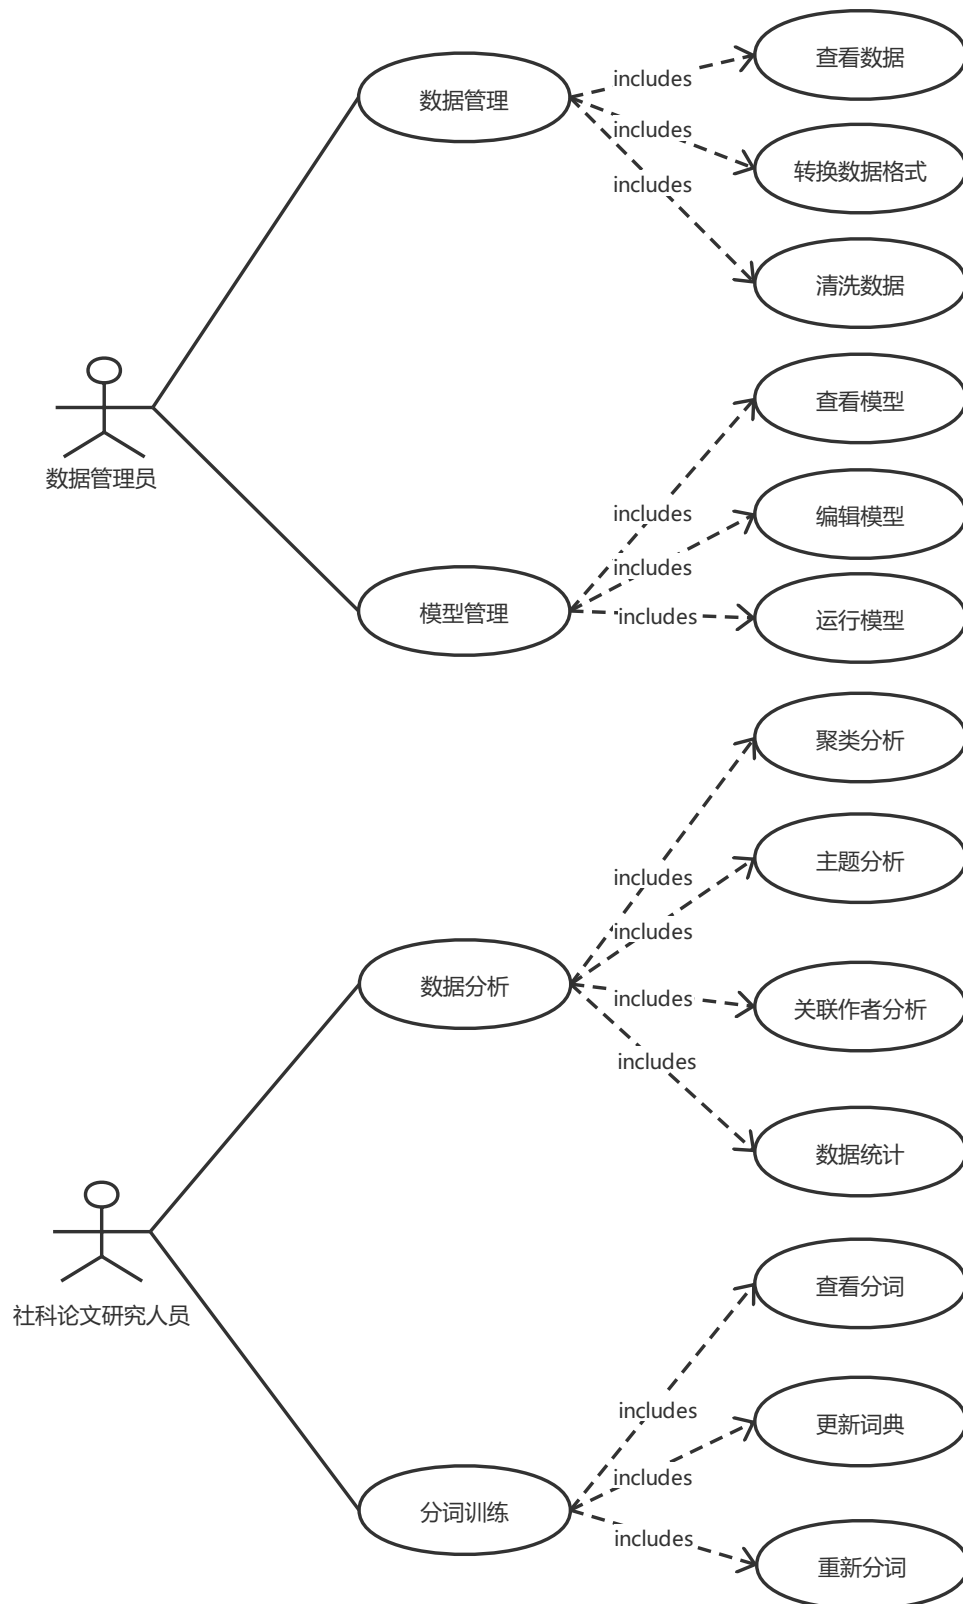 查看数据
数据管理
includes
includes
转换数据格式
includes
清洗数据
查看模型
数据管理员
includes
编辑模型
includes
模型管理
includes
运行模型
聚类分析
主题分析
includes
includes
数据分析
includes
关联作者分析
includes
数据统计
查看分词
社科论文研究人员
includes
更新词典
includes
分词训练
includes
重新分词